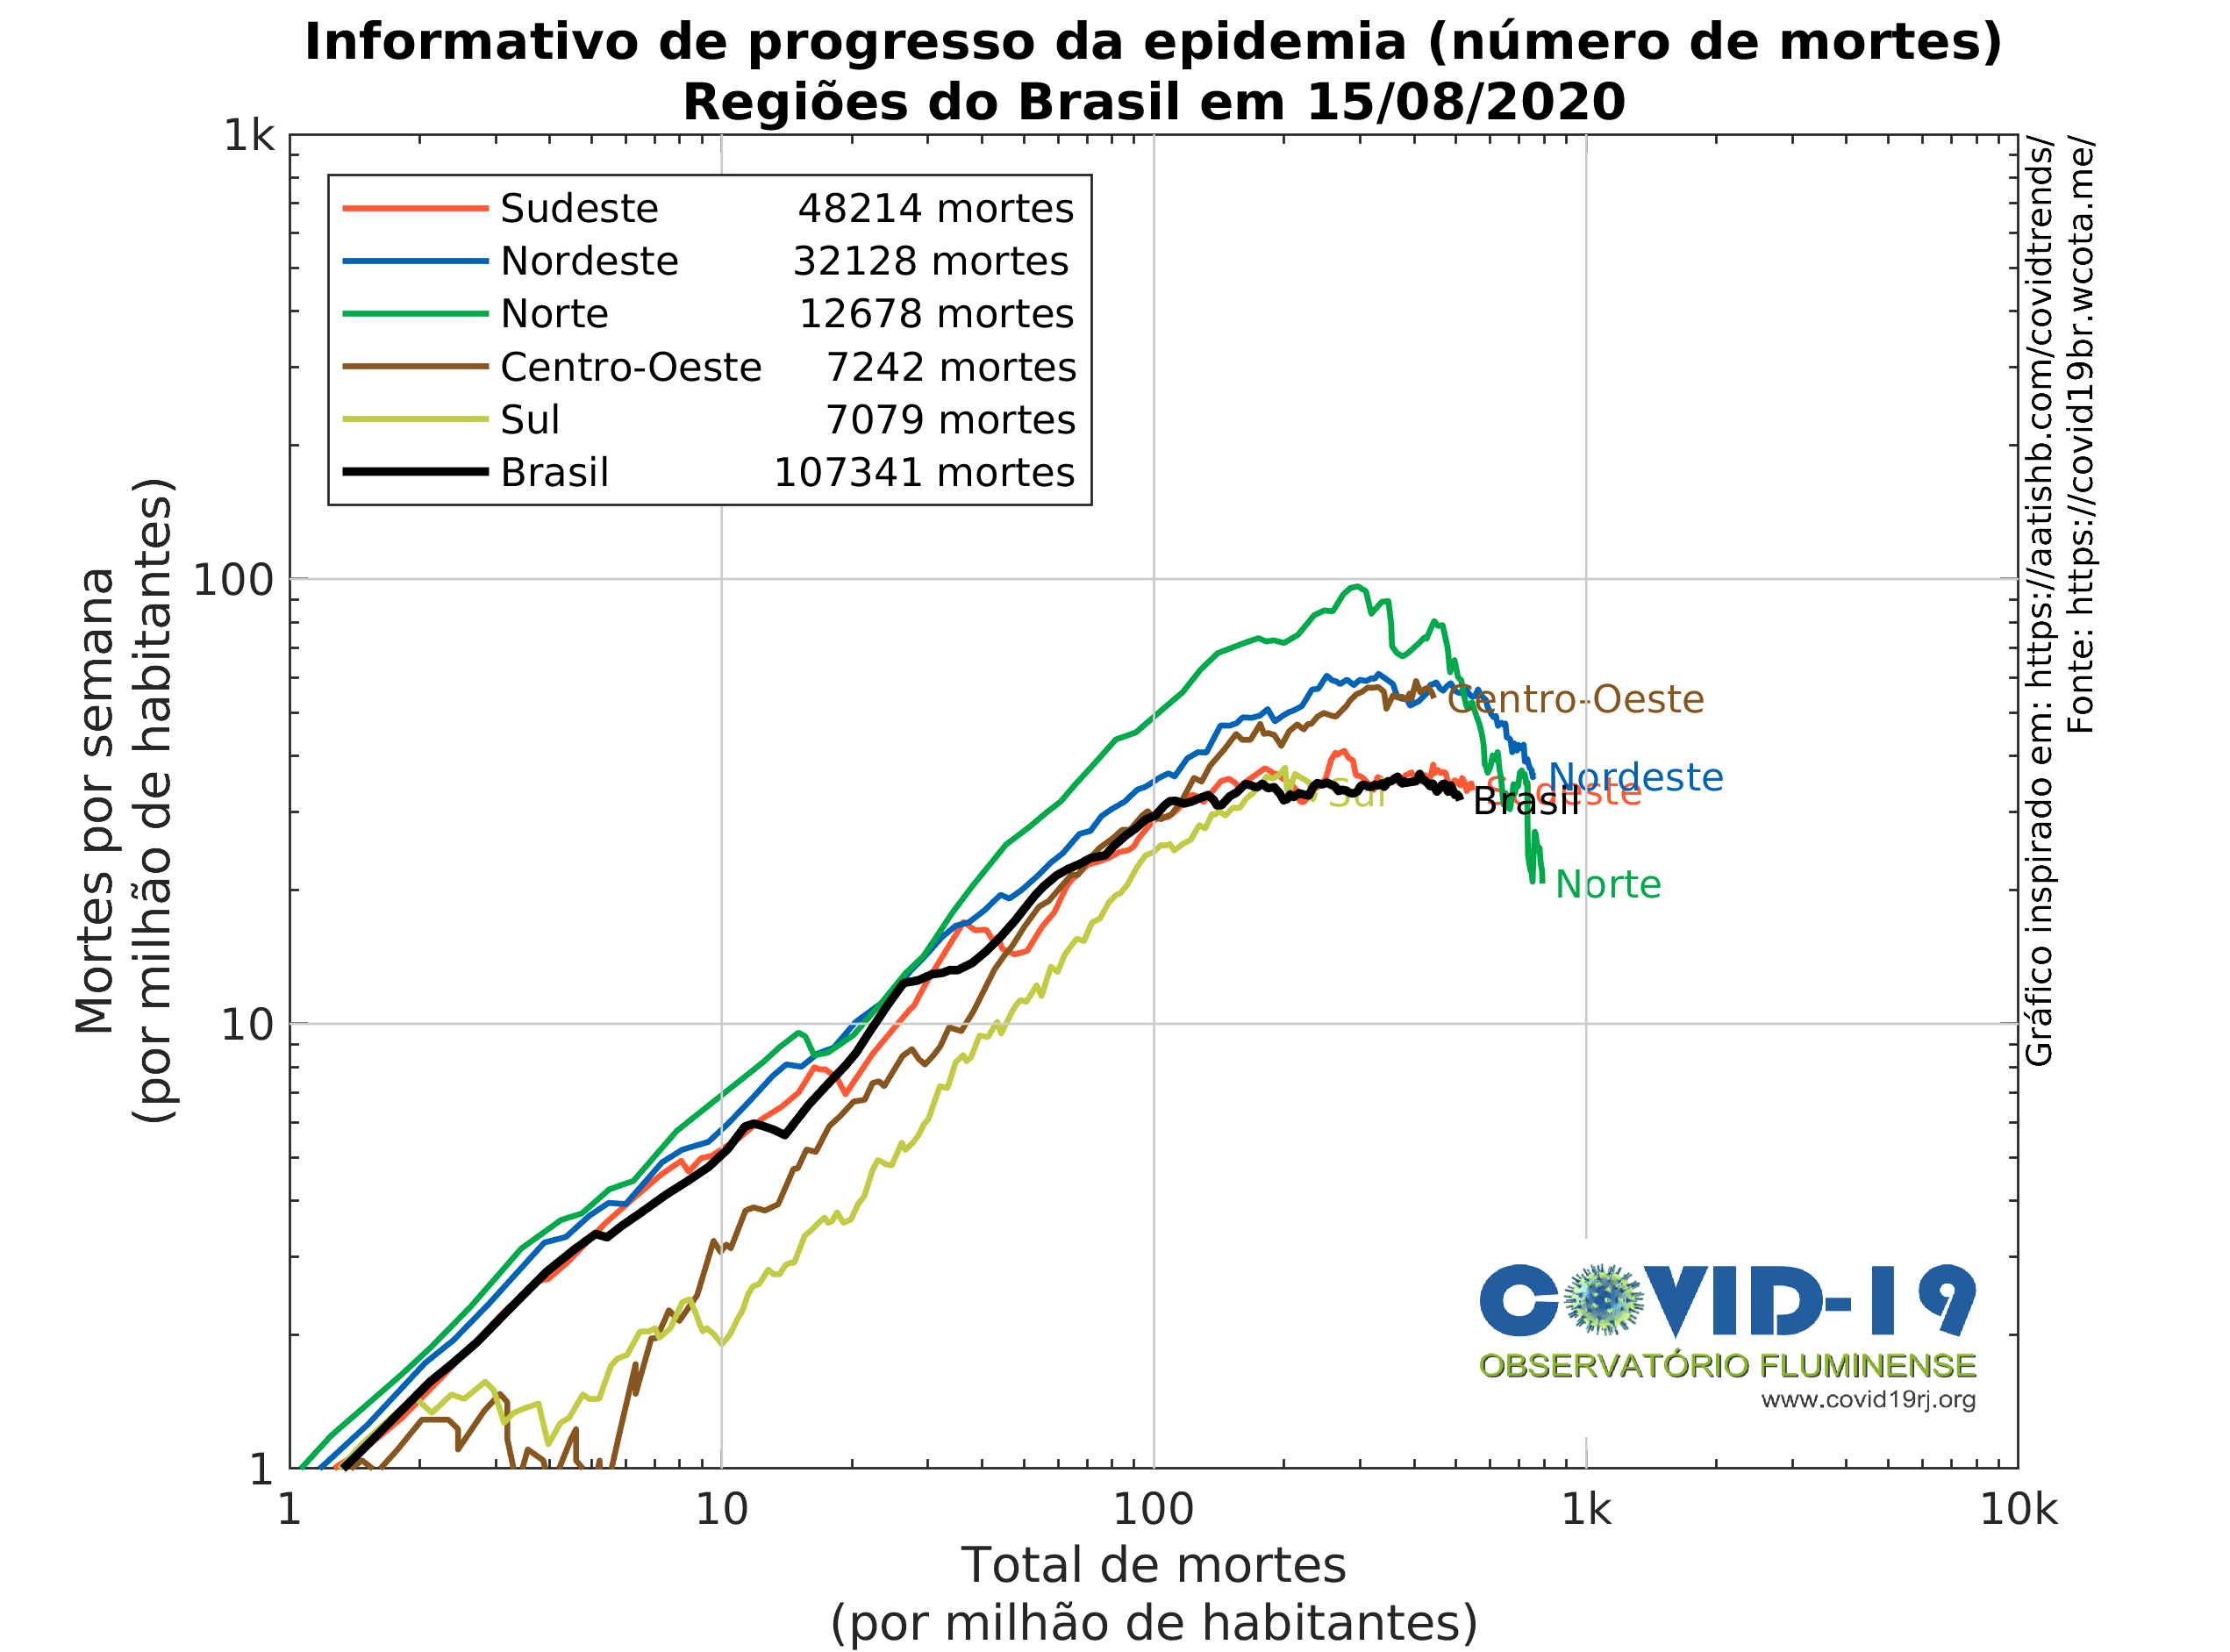 Informativo de progresso da epidemia (número de mortes)
Regiões do Brasil em 15/08/2020
1k
100
10
1
Mortes por semana
(por milhão de habitantes)
Sudeste 48214 mortes
Nordeste 32128 mortes
Norte 12678 mortes
Centro-Oeste 7242 mortes
Sul 7079 mortes
Brasil 107341 mortes
Centro-Oeste
Nordeste
Sudeste
Sul
Brasil
Norte
Gráfico inspirado em: https://aatishb.com/covidtrends/
Fonte: https://covid19br.wcota.me/
COVID-19
OBSERVATÓRIO FLUMINENSE
www.covid19rj.org
1
10
100
1k
10k
Total de mortes
(por milhão de habitantes)